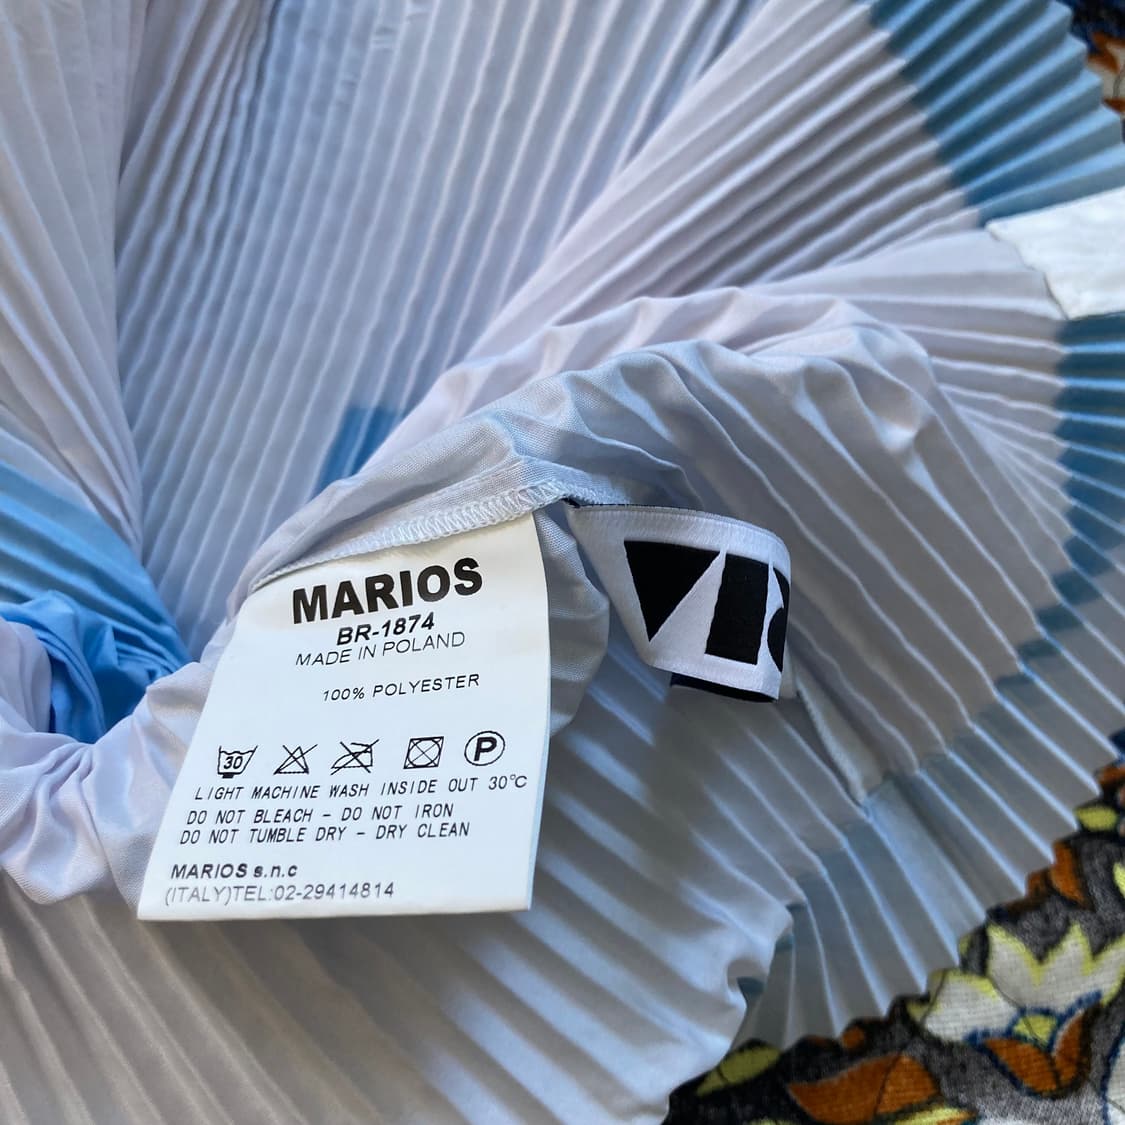 MARIOS
BR-1874
MADE IN POLAND
100% POLYESTER
30
P
LIGHT MACHINE WASH INSIDE OUT 30°C
DO NOT BLEACH - DO NOT IRON
DO NOT TUMBLE DRY - DRY CLEAN
MARIOS s.n.c
(ITALY)TEL:02-29414814